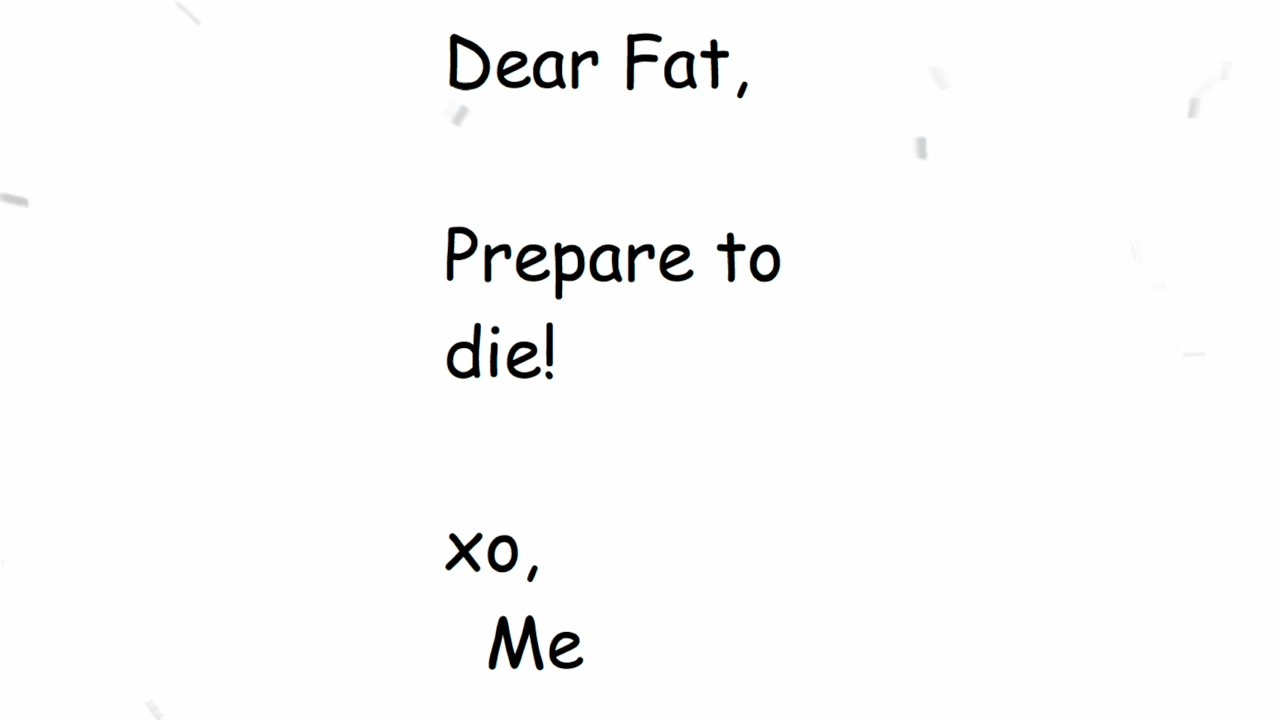 Dear Fat,
Prepare to
die!
xo,
Me